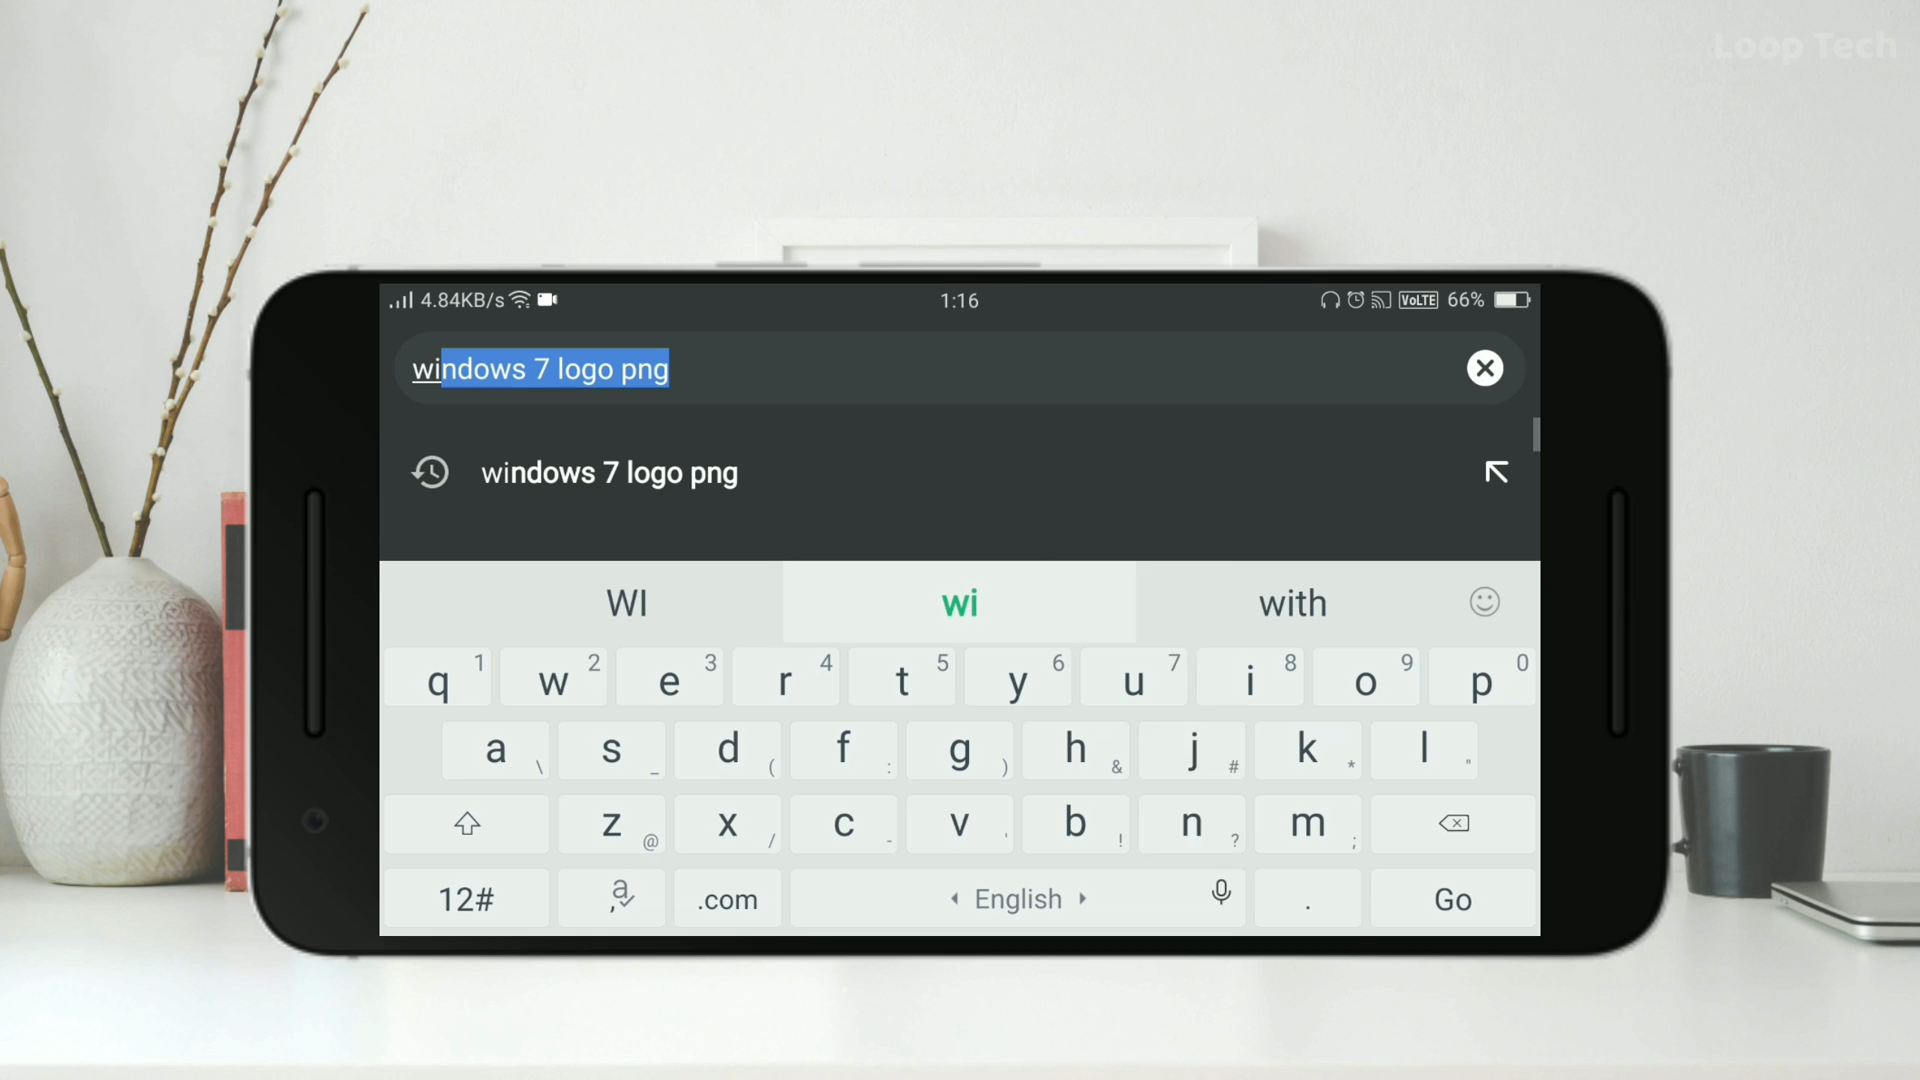 Loop Tech
4.84KB/s 1:16 VoLTE 66%
windows 7 logo png
windows 7 logo png
WI wi with
q 1 w 2 e 3 r 4 t 5 y 6 u 7 i 8 o 9 p 0
a \ s _ d ( f : g ) h & j # k * l "
z @ x / c - v ' b ! n ? m ;
12# a, .com English . Go